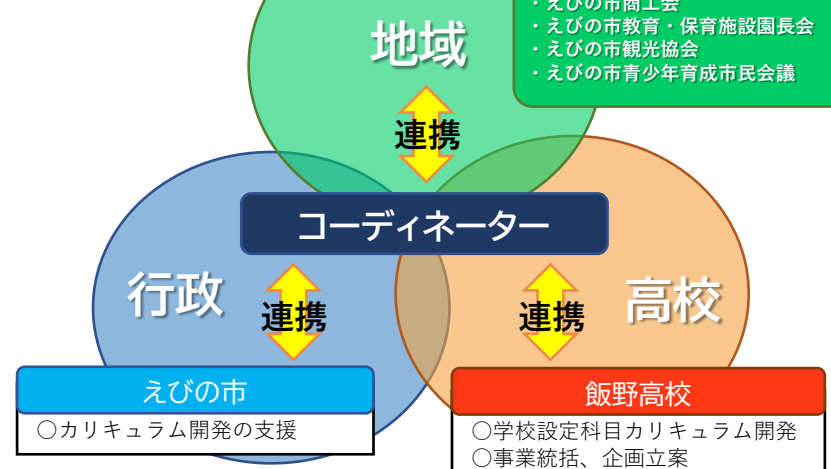 ・えびの市商工会
・えびの市教育・保育施設園長会
・えびの市観光協会
・えびの市青少年育成市民会議
地域
連携
コーディネーター
行政
連携
連携
高校
えびの市
〇カリキュラム開発の支援
飯野高校
〇学校設定科目カリキュラム開発
〇事業統括、企画立案